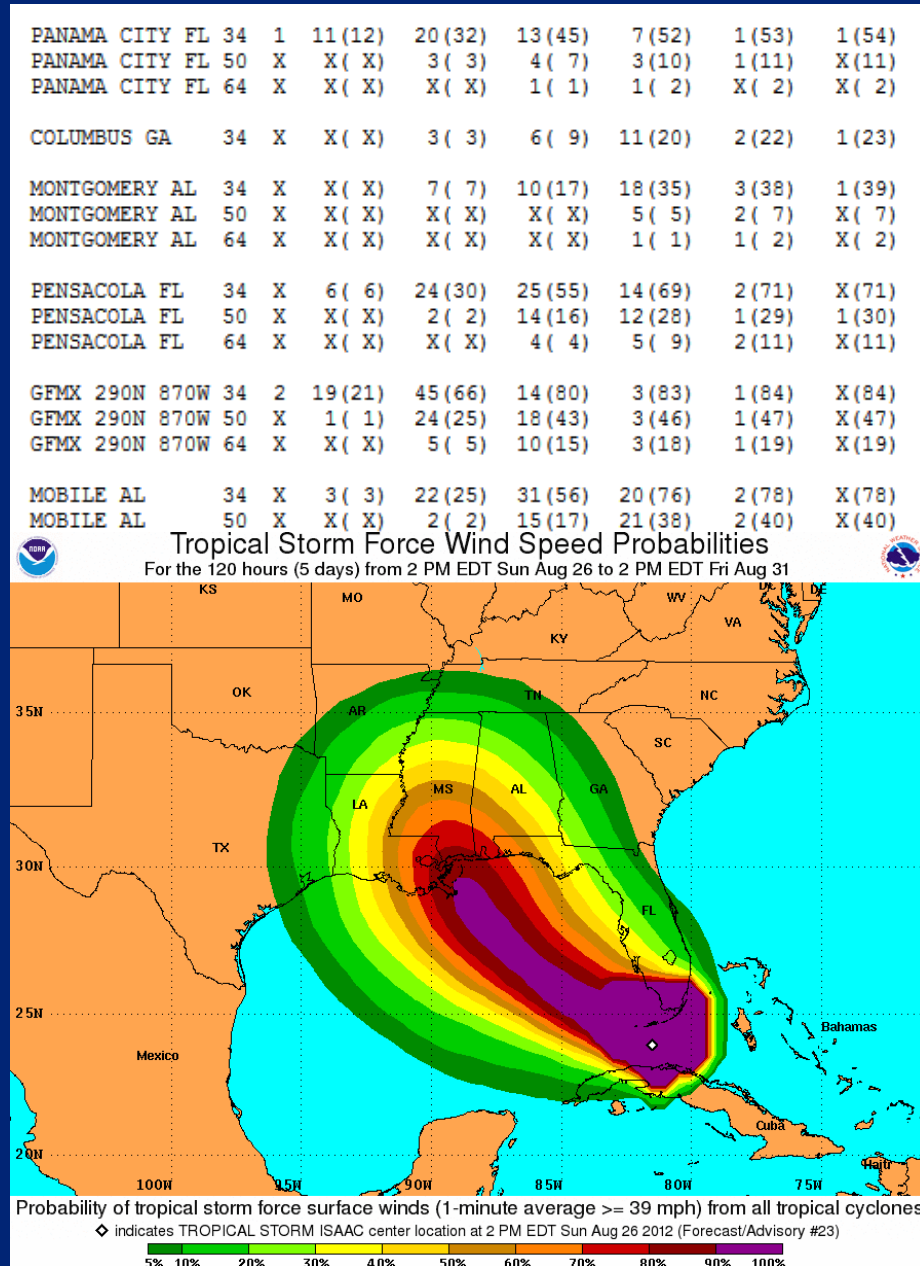 PANAMA CITY FL 34 1 11(12) 20(32) 13(45) 7(52) 1(53) 1(54)
PANAMA CITY FL 50 X X( X) 3( 3) 4( 7) 3(10) 1(11) X(11)
PANAMA CITY FL 64 X X( X) X( X) 1( 1) 1( 2) X( 2) X( 2)
COLUMBUS GA 34 X X( X) 3( 3) 6( 9) 11(20) 2(22) 1(23)
MONTGOMERY AL 34 X X( X) 7( 7) 10(17) 18(35) 3(38) 1(39)
MONTGOMERY AL 50 X X( X) X( X) X( X) 5( 5) 2( 7) X( 7)
MONTGOMERY AL 64 X X( X) X( X) X( X) 1( 1) 1( 2) X( 2)
PENSACOLA FL 34 X 6( 6) 24(30) 25(55) 14(69) 2(71) X(71)
PENSACOLA FL 50 X X( X) 2( 2) 14(16) 12(28) 1(29) 1(30)
PENSACOLA FL 64 X X( X) X( X) 4( 4) 5( 9) 2(11) X(11)
GFMX 290N 870W 34 2 19(21) 45(66) 14(80) 3(83) 1(84) X(84)
GFMX 290N 870W 50 X 1( 1) 24(25) 18(43) 3(46) 1(47) X(47)
GFMX 290N 870W 64 X X( X) 5( 5) 10(15) 3(18) 1(19) X(19)
MOBILE AL 34 X 3( 3) 22(25) 31(56) 20(76) 2(78) X(78)
MOBILE AL 50 X X( X) 2( 2) 15(17) 21(38) 2(40) X(40)
NOAA
Tropical Storm Force Wind Speed Probabilities
For the 120 hours (5 days) from 2 PM EDT Sun Aug 26 to 2 PM EDT Fri Aug 31
KS MO WV DC DE
VA
KY
OK TN NC
35N AR
SC
LA MS AL GA
TX
30N
FL
25N
Bahamas
Mexico
Cuba
20N
Haiti
100W 95W 90W 85W 80W 75W
Probability of tropical storm force surface winds (1-minute average >= 39 mph) from all tropical cyclones
indicates TROPICAL STORM ISAAC center location at 2 PM EDT Sun Aug 26 2012 (Forecast/Advisory #23)
5% 10% 20% 30% 40% 50% 60% 70% 80% 90% 100%